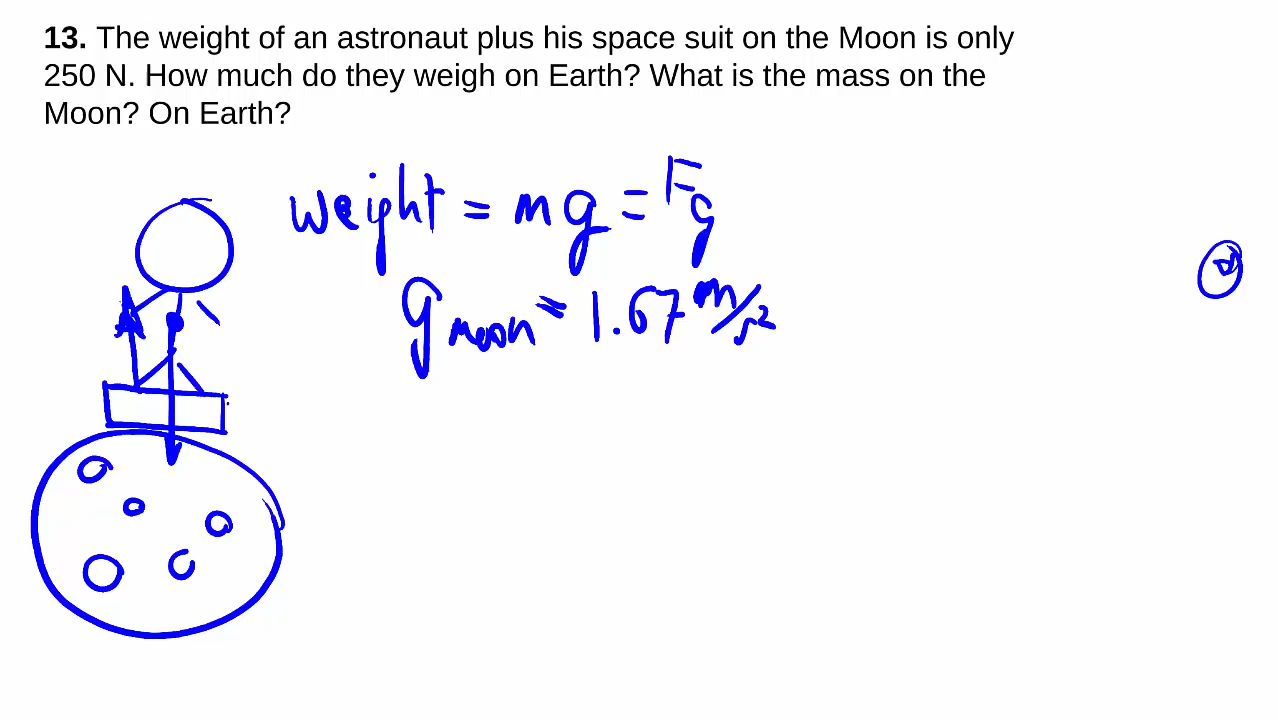 13. The weight of an astronaut plus his space suit on the Moon is only
250 N. How much do they weigh on Earth? What is the mass on the
Moon? On Earth?
weight = mg = Fg
g moon = 1.67 m/s²